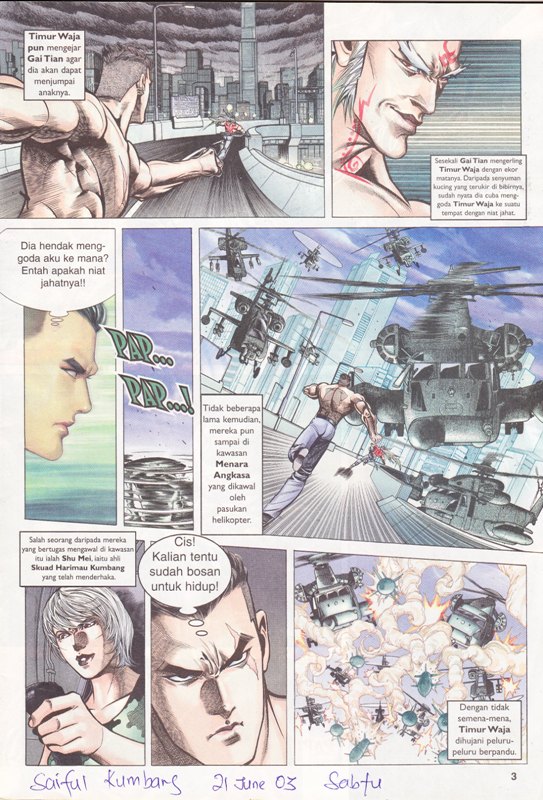 Timur Waja
pun mengejar
Gai Tian agar
dia akan dapat
menjumpai
anaknya.
Sesekali Gai Tian mengerling
Timur Waja dengan ekor
matanya. Daripada senyuman
kucing yang terukir di bibirnya,
sudah nyata dia cuba meng-
goda Timur Waja ke suatu
tempat dengan niat jahat.
Dia hendak meng-
goda aku ke mana?
Entah apakah niat
jahatnya!!
PAP...
PAP...!
Tidak beberapa
lama kemudian,
mereka pun
sampai di
kawasan
Menara
Angkasa
yang dikawal
oleh
pasukan
helikopter.
Salah seorang daripada mereka
yang bertugas mengawal di kawasan
itu ialah Shu Mei, iaitu ahli
Skuad Harimau Kumbang
yang telah menderhaka.
Cis!
Kalian tentu
sudah bosan
untuk hidup!
Dengan tidak
semena-mena,
Timur Waja
dihujani peluru-
peluru berpandu.
3
Saiful Kumbang 21 June 03 Sabtu